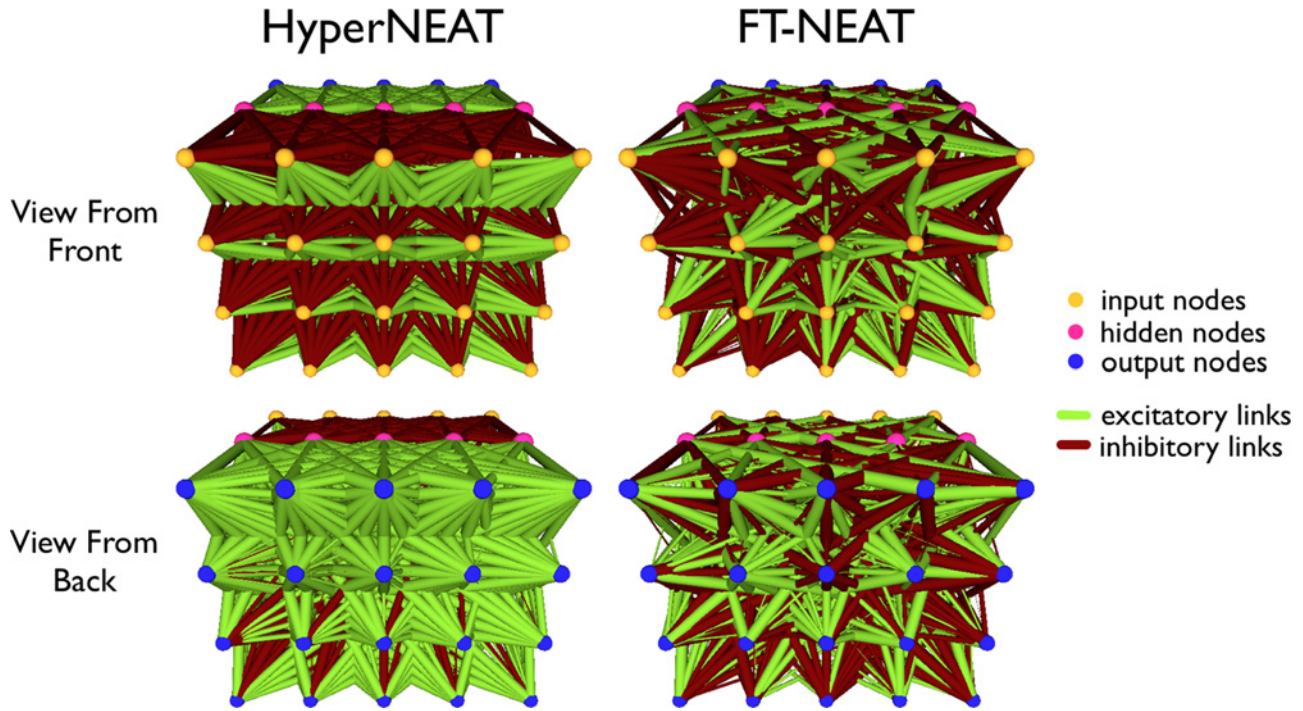 HyperNEAT
FT-NEAT
View From
Front
input nodes
hidden nodes
output nodes
excitatory links
inhibitory links
View From
Back